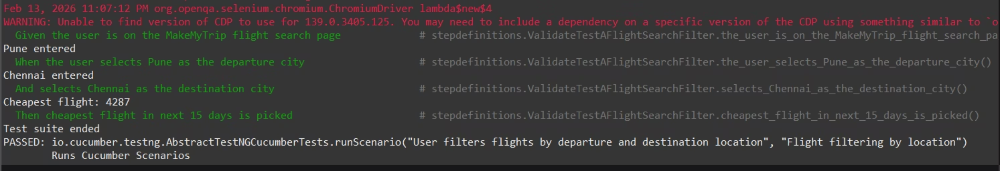 Feb 13, 2026 11:07:12 PM org.openqa.selenium.chromium.ChromiumDriver lambda$new$4
WARNING: Unable to find version of CDP to use for 139.0.3405.125. You may need to include a dependency on a specific version of the CDP using something similar to `o
Given the user is on the MakeMyTrip flight search page # stepdefinitions.ValidateTestAFlightSearchFilter.the_user_is_on_the_MakeMyTrip_flight_search_pa
Pune entered
When the user selects Pune as the departure city # stepdefinitions.ValidateTestAFlightSearchFilter.the_user_selects_Pune_as_the_departure_city()
Chennai entered
And selects Chennai as the destination city # stepdefinitions.ValidateTestAFlightSearchFilter.selects_Chennai_as_the_destination_city()
Cheapest flight: 4287
Then cheapest flight in next 15 days is picked # stepdefinitions.ValidateTestAFlightSearchFilter.cheapest_flight_in_next_15_days_is_picked()
Test suite ended
PASSED: io.cucumber.testng.AbstractTestNGCucumberTests.runScenario("User filters flights by departure and destination location", "Flight filtering by location")
Runs Cucumber Scenarios